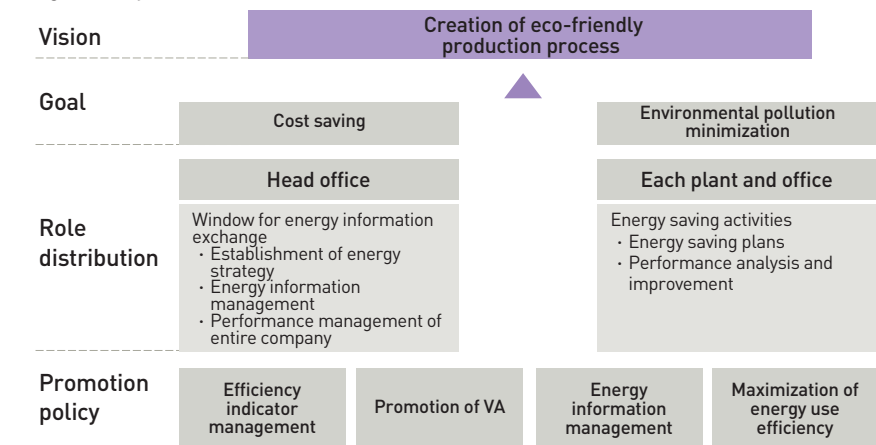 Vision
Creation of eco-friendly
production process
Goal
Cost saving
Environmental pollution
minimization
Role
distribution
Head office
Window for energy information
exchange
· Establishment of energy
strategy
· Energy information
management
· Performance management of
entire company
Each plant and office
Energy saving activities
· Energy saving plans
· Performance analysis and
improvement
Promotion
policy
Efficiency
indicator
management
Promotion of VA
Energy
information
management
Maximization of
energy use
efficiency